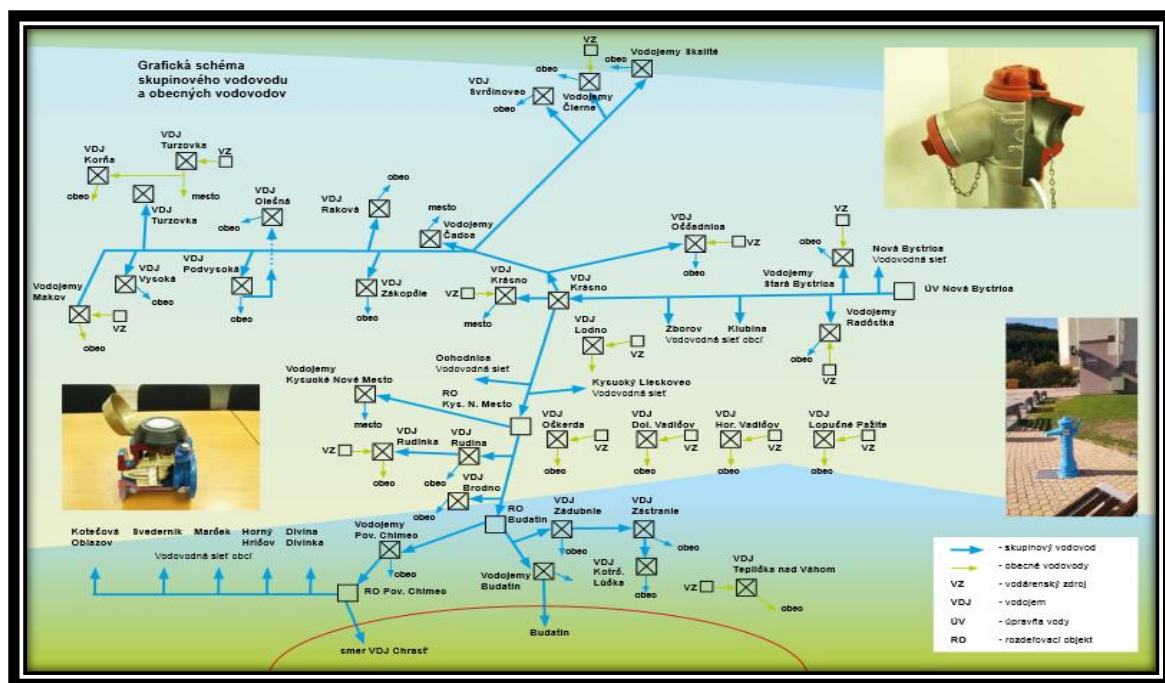 Grafická schéma
skupinového vodovodu
a obecných vodovodov
VZ
Vodojemy Skalité
obec
obec
VDJ
Svrčinovec
obec
Vodojemy
Čierne
VDJ
Turzovka
VZ
VDJ
Korňa
obec
mesto
VDJ
Turzovka
VDJ
Olešná
obec
VDJ
Raková
obec
mesto
Vodojemy
Čadca
VDJ
Oščadnica
VZ
obec
VZ
obec
Nová Bystrica
Vodovodná sieť
Vodojemy
Stará Bystrica
ÚV Nová Bystrica
VDJ
Vysoká
obec
VDJ
Podvysoká
obec
VDJ
Zákopčie
obec
VDJ
Krásno
VZ
mesto
VDJ
Krásno
Vodojemy
Makov
VZ
obec
VDJ
Lodno
VZ
obec
Zborov
Klubina
Vodovodná sieť obcí
Vodojemy
Radôstka
obec
VZ
Ochodnica
Vodovodná sieť
Vodojemy
Kysucké Nové Mesto
mesto
RO
Kys. N. Mesto
Kysucký Lieskovec
Vodovodná sieť
VDJ
Oškerda
VZ
obec
VDJ
Dol. Vadičov
VZ
obec
VDJ
Hor. Vadičov
VZ
obec
VDJ
Lopušné Pažite
VZ
obec
VDJ
Rudinka
VZ
obec
VDJ
Rudina
obec
VDJ
Brodno
obec
RO
Budatín
VDJ
Zádubnie
obec
VDJ
Zástranie
obec
Kotešová
Oblazov
Svederník
Marček
Horný
Hričov
Divina
Divinka
Vodovodná sieť obcí
Vodojemy
Pov. Chlmec
obec
Vodojemy
Budatín
VDJ
Kotrč.
Lúčka
obec
VDJ
Teplička nad Váhom
VZ
obec
RO Pov. Chlmec
smer VDJ Chrasť
Budatín
- skupinový vodovod
- obecné vodovody
VZ - vodárenský zdroj
VDJ - vodojem
ÚV - úpravňa vody
RO - rozdeľovací objekt